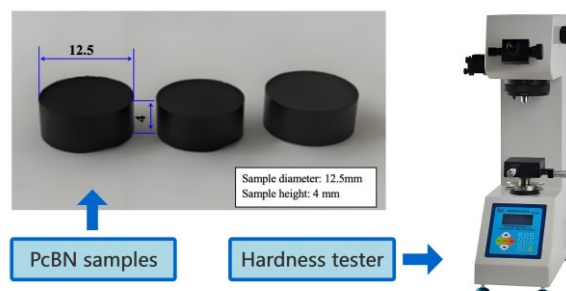 12.5
4
Sample diameter: 12.5mm
Sample height: 4 mm
PcBN samples
Hardness tester